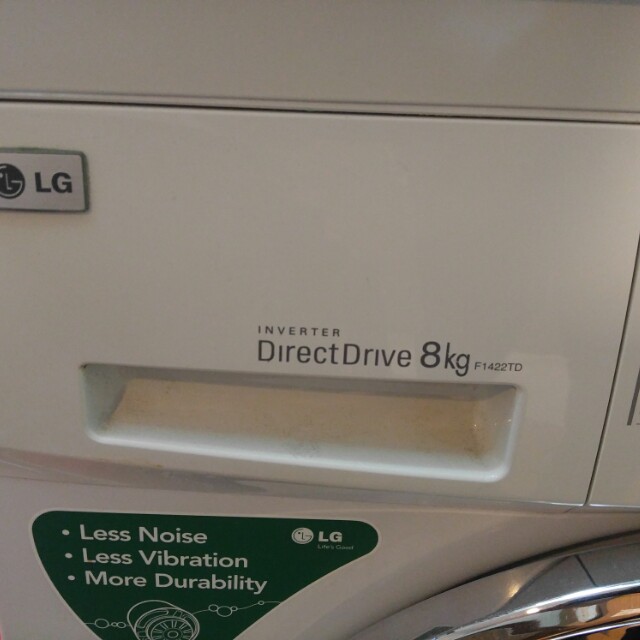 LG
INVERTER
DirectDrive 8kg F1422TD
• Less Noise
• Less Vibration
• More Durability
LG
Life's Good